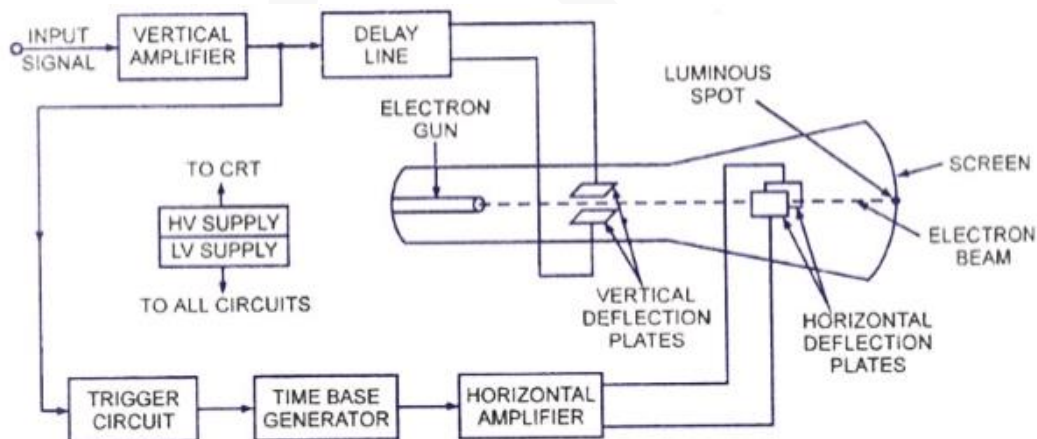 INPUT
SIGNAL
VERTICAL
AMPLIFIER
DELAY
LINE
LUMINOUS
SPOT
ELECTRON
GUN
SCREEN
TO CRT
HV SUPPLY
LV SUPPLY
TO ALL CIRCUITS
ELECTRON
BEAM
VERTICAL
DEFLECTION
PLATES
HORIZONTAL
DEFLECTION
PLATES
TRIGGER
CIRCUIT
TIME BASE
GENERATOR
HORIZONTAL
AMPLIFIER